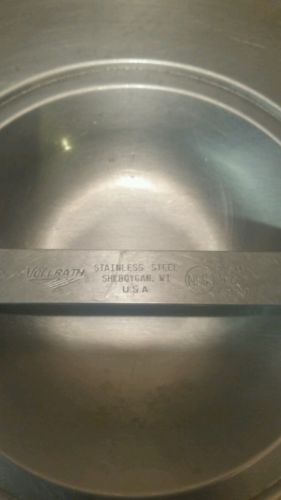 VOLLRATH
STAINLESS STEEL
SHEBOYGAN, WI
U.S.A
NSF